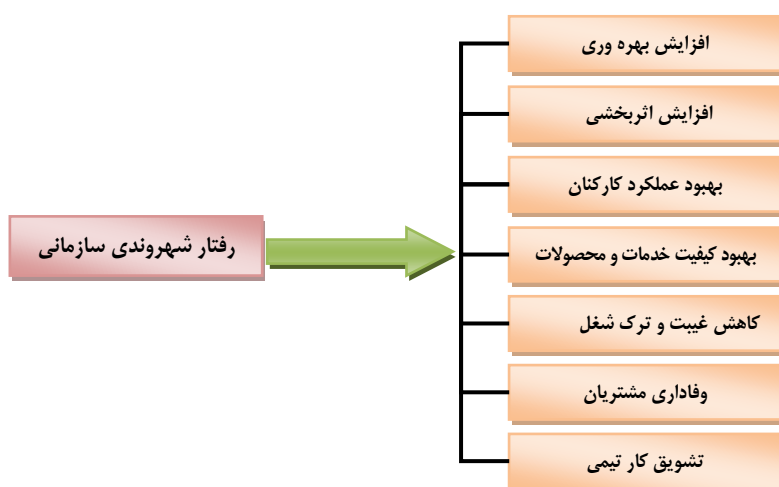 افزایش بهره وری
افزایش اثربخشی
بهبود عملکرد کارکنان
رفتار شهروندی سازمانی
بهبود کیفیت خدمات و محصولات
کاهش غیبت و ترک شغل
وفاداری مشتریان
تشویق کار تیمی